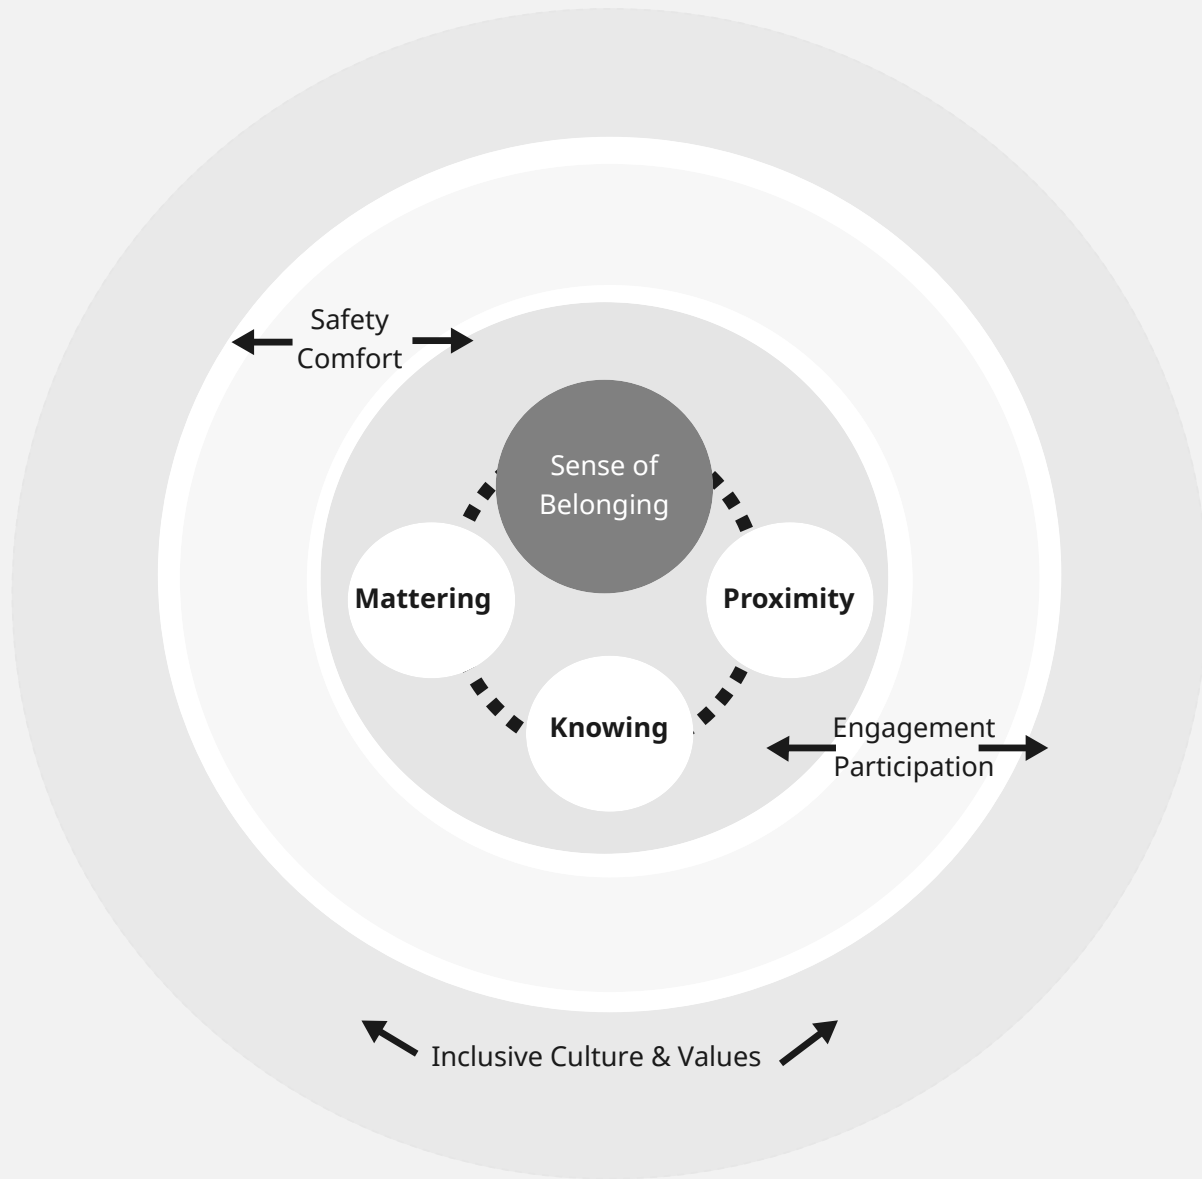 Safety
Comfort
Sense of
Belonging
Mattering
Proximity
Knowing
Engagement
Participation
Inclusive Culture & Values